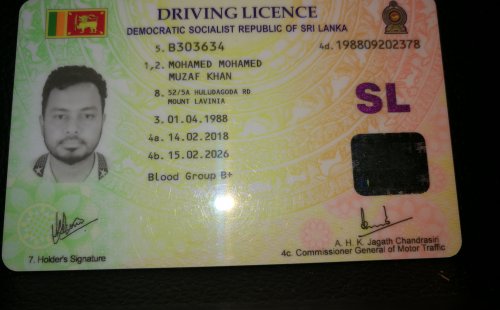 DRIVING LICENCE
DEMOCRATIC SOCIALIST REPUBLIC OF SRI LANKA
5. B303634
4d. 198809202378
1,2. MOHAMED MOHAMED
MUZAF KHAN
8. 52/5A HULUDAGODA RD
MOUNT LAVINIA
SL
3. 01.04.1988
4a. 14.02.2018
4b. 15.02.2026
Blood Group B+
A. H. K. Jagath Chandrasiri
7. Holder's Signature
4c. Commissioner General of Motor Traffic